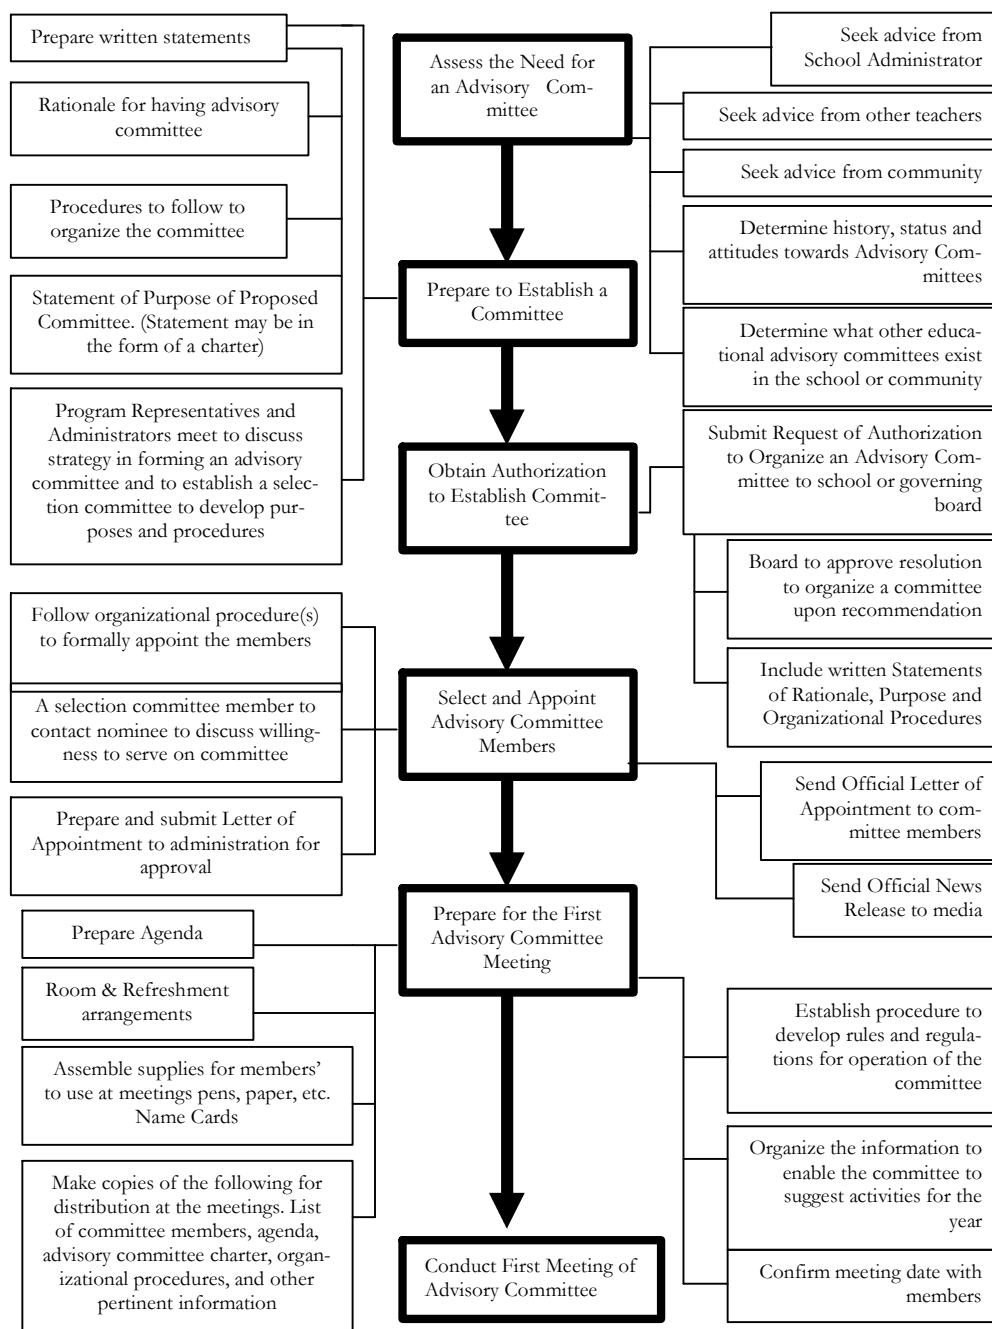 Prepare written statements
Rationale for having advisory
committee
Procedures to follow to
organize the committee
Statement of Purpose of Proposed
Committee. (Statement may be in
the form of a charter)
Program Representatives and
Administrators meet to discuss
strategy in forming an advisory
committee and to establish a selec-
tion committee to develop pur-
poses and procedures
Follow organizational procedure(s)
to formally appoint the members
A selection committee member to
contact nominee to discuss willing-
ness to serve on committee
Prepare and submit Letter of
Appointment to administration for
approval
Prepare Agenda
Room & Refreshment
arrangements
Assemble supplies for members’
to use at meetings pens, paper, etc.
Name Cards
Make copies of the following for
distribution at the meetings. List
of committee members, agenda,
advisory committee charter, organ-
izational procedures, and other
pertinent information
Assess the Need for
an Advisory Com-
mittee
Prepare to Establish a
Committee
Obtain Authorization
to Establish Commit-
tee
Select and Appoint
Advisory Committee
Members
Prepare for the First
Advisory Committee
Meeting
Conduct First Meeting of
Advisory Committee
Seek advice from
School Administrator
Seek advice from other teachers
Seek advice from community
Determine history, status and
attitudes towards Advisory Com-
mittees
Determine what other educa-
tional advisory committees exist
in the school or community
Submit Request of Authorization
to Organize an Advisory Com-
mittee to school or governing
board
Board to approve resolution
to organize a committee
upon recommendation
Include written Statements
of Rationale, Purpose and
Organizational Procedures
Send Official Letter of
Appointment to com-
mittee members
Send Official News
Release to media
Establish procedure to
develop rules and regula-
tions for operation of the
committee
Organize the information to
enable the committee to
suggest activities for the
year
Confirm meeting date with
members